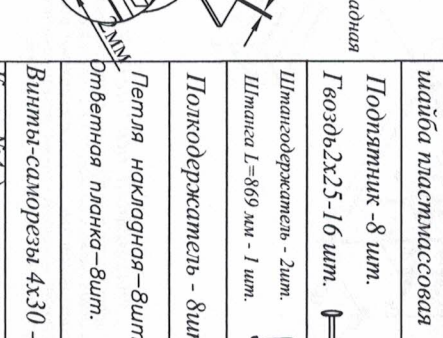 шайба пластмассовая
Подпятник -8 шт.
Гвоздь2х25-16 шт.
Штангодержатель - 2шт.
Штанга L=869 мм - 1 шт.
Полкодержатель - 8шт
Петля накладная-8шт
Ответная планка-8шт.
Винты-саморезы 4х30 -
2мм
адная